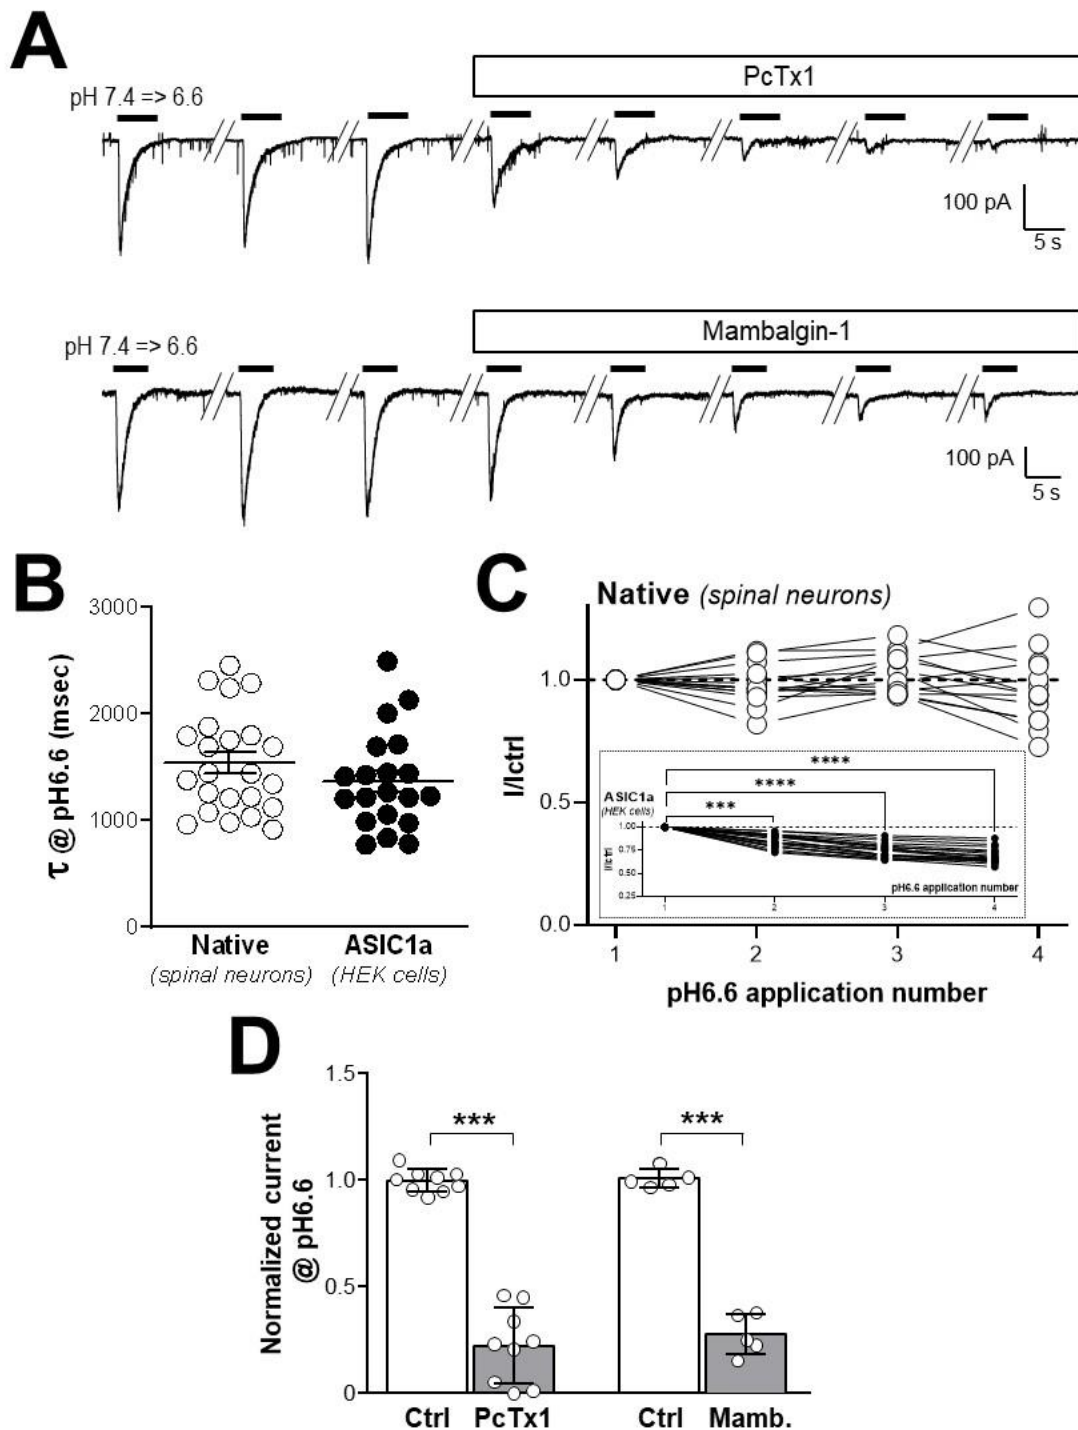 A
PcTx1
pH 7.4 => 6.6
100 pA
5 s
Mambalgin-1
pH 7.4 => 6.6
100 pA
5 s
B
τ @ pH6.6 (msec)
3000
2000
1000
0
Native
(spinal neurons)
ASIC1a
(HEK cells)
C
Native (spinal neurons)
I/Ictrl
1.0
0.5
0.0
****
****
***
ASIC1a
(HEK cells)
I/Ictrl
1.00
0.75
0.50
0.25
pH6.6 application number
1 2 3 4
1 2 3 4
pH6.6 application number
D
Normalized current
@ pH6.6
1.5
1.0
0.5
0
***
***
Ctrl PcTx1 Ctrl Mamb.